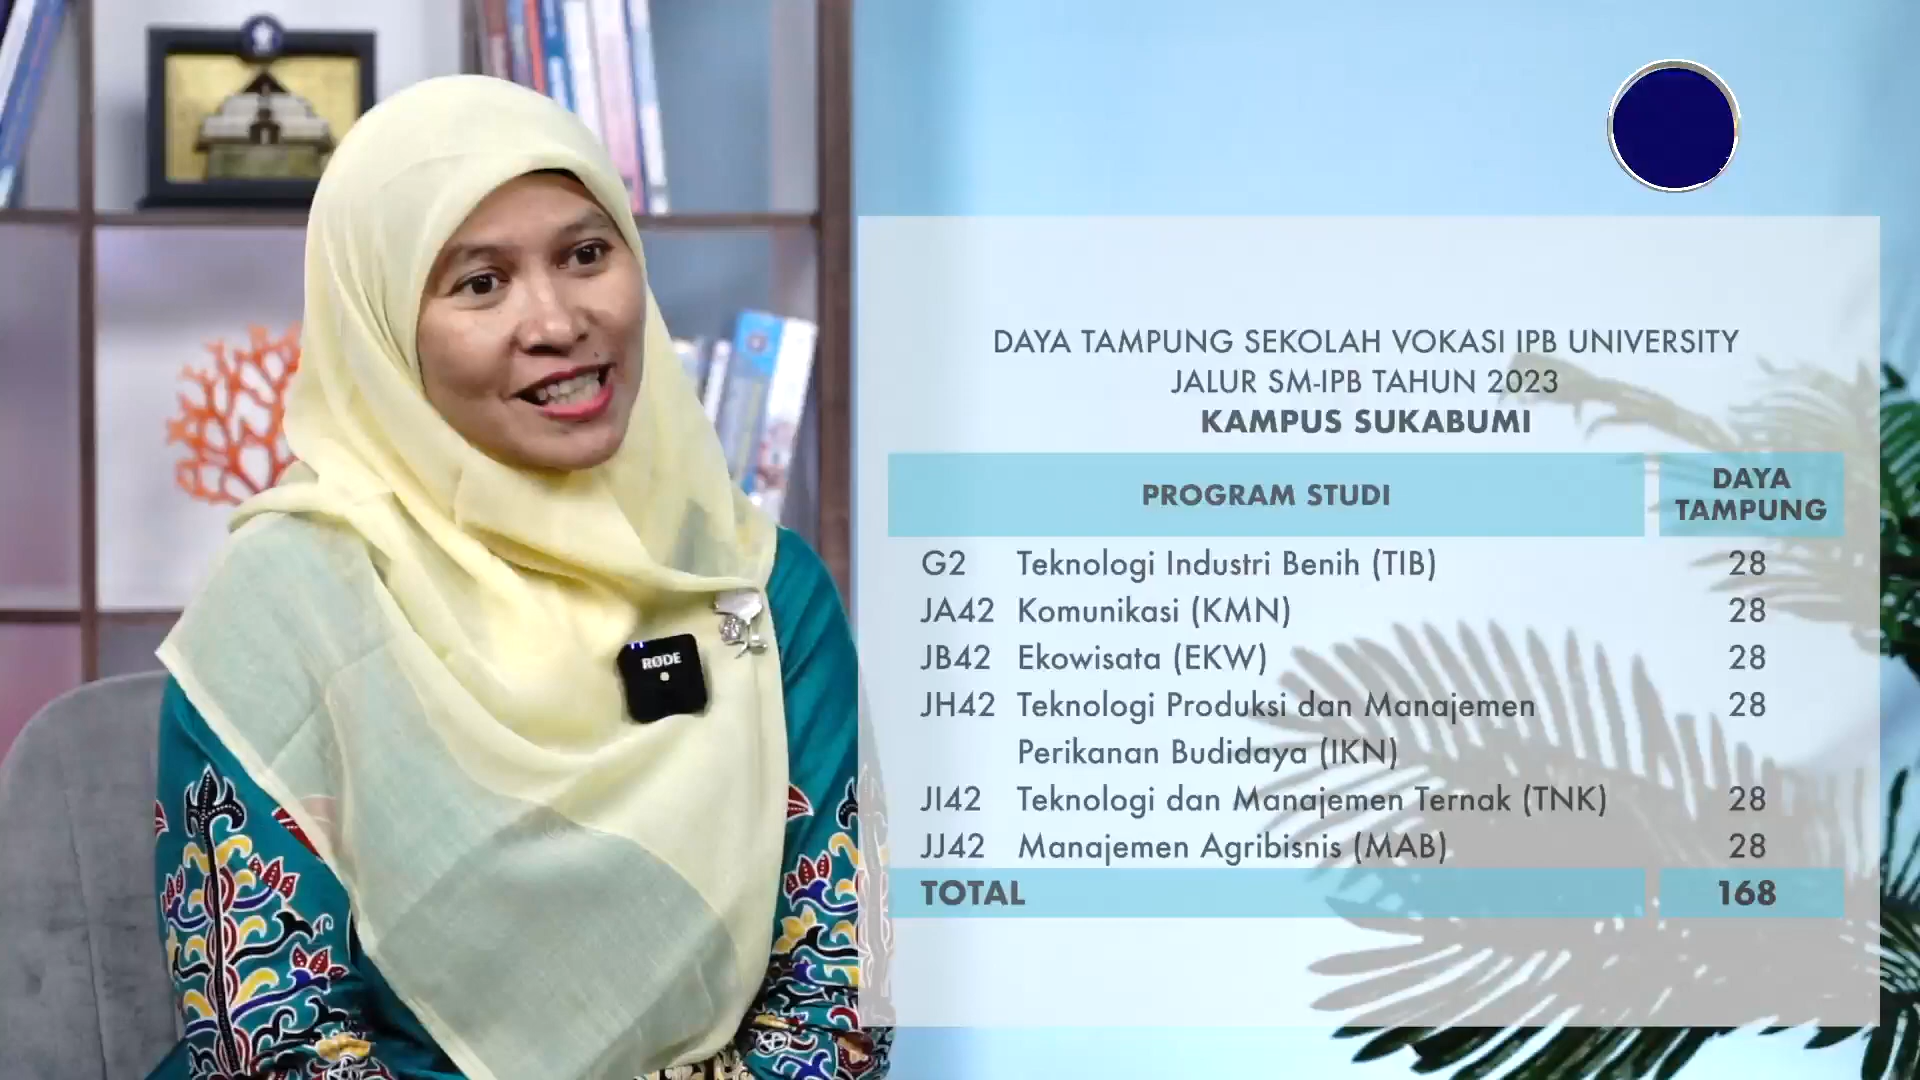 DAYA TAMPUNG SEKOLAH VOKASI IPB UNIVERSITY
JALUR SM-IPB TAHUN 2023
KAMPUS SUKABUMI
PROGRAM STUDI DAYA TAMPUNG
G2 Teknologi Industri Benih (TIB) 28
JA42 Komunikasi (KMN) 28
JB42 Ekowisata (EKW) 28
JH42 Teknologi Produksi dan Manajemen 28
Perikanan Budidaya (IKN)
JI42 Teknologi dan Manajemen Ternak (TNK) 28
JJ42 Manajemen Agribisnis (MAB) 28
TOTAL 168
RØDE